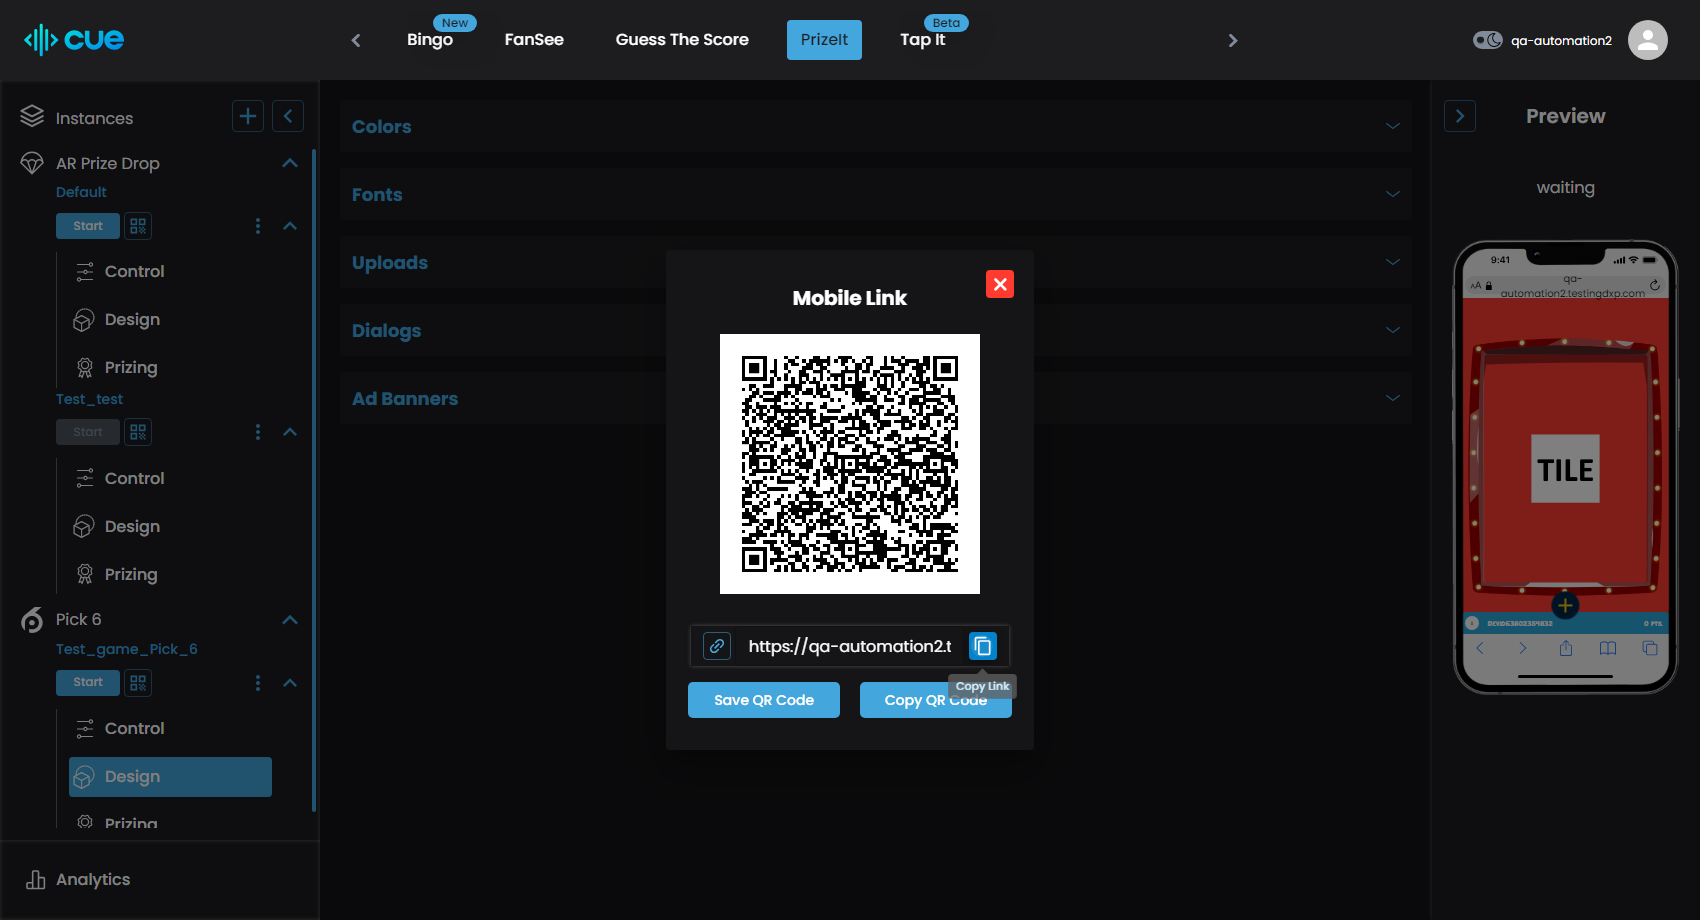 cue
Bingo
New
FanSee
Guess The Score
PrizeIt
Tap It
Beta
qa-automation2
Instances
AR Prize Drop
Default
Start
Control
Design
Prizing
Test_test
Start
Control
Design
Prizing
Pick 6
Test_game_Pick_6
Start
Control
Design
Prizing
Analytics
Colors
Fonts
Uploads
Dialogs
Ad Banners
Mobile Link
https://qa-automation2.t
Copy Link
Save QR Code
Copy QR Code
Preview
waiting
9:41
AA
qa-
automation2.testingdxp.com
TILE
0 PTS.